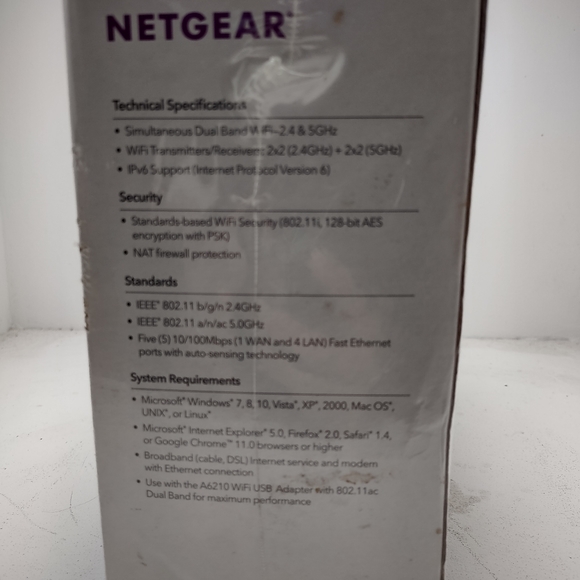 NETGEAR®
Technical Specifications
• Simultaneous Dual Band WiFi–2.4 & 5GHz
• WiFi Transmitters/Receivers: 2x2 (2.4GHz) + 2x2 (5GHz)
• IPv6 Support (Internet Protocol Version 6)
Security
• Standards-based WiFi Security (802.11i, 128-bit AES
encryption with PSK)
• NAT firewall protection
Standards
• IEEE® 802.11 b/g/n 2.4GHz
• IEEE® 802.11 a/n/ac 5.0GHz
• Five (5) 10/100Mbps (1 WAN and 4 LAN) Fast Ethernet
ports with auto-sensing technology
System Requirements
• Microsoft® Windows® 7, 8, 10, Vista®, XP®, 2000, Mac OS®,
UNIX®, or Linux®
• Microsoft® Internet Explorer® 5.0, Firefox® 2.0, Safari® 1.4,
or Google Chrome™ 11.0 browsers or higher
• Broadband (cable, DSL) Internet service and modem
with Ethernet connection
• Use with the A6210 WiFi USB Adapter with 802.11ac
Dual Band for maximum performance